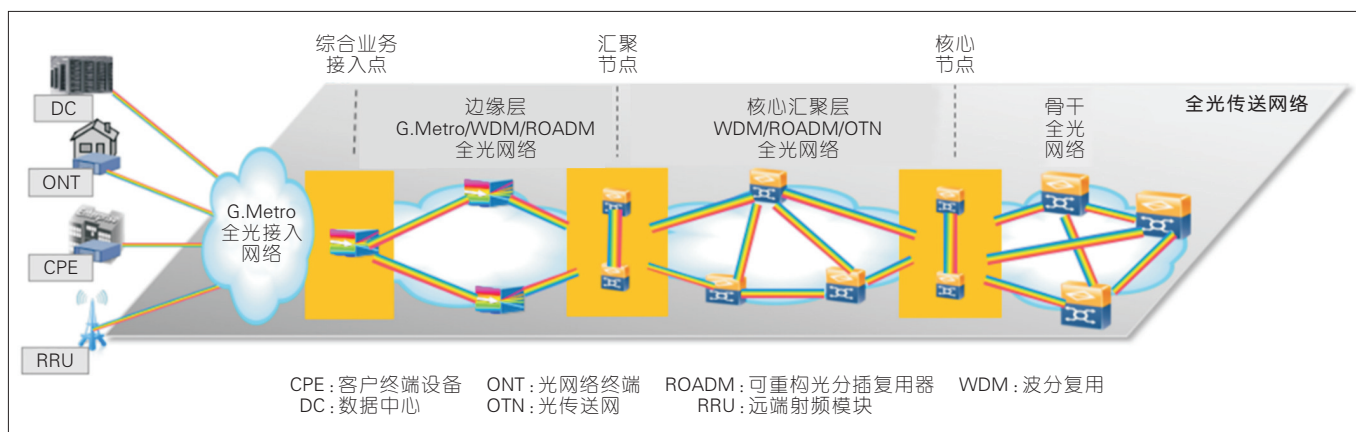 综合业务
接入点
汇聚
节点
核心
节点
全光传送网络
边缘层
G.Metro/WDM/ROADM
全光网络
核心汇聚层
WDM/ROADM/OTN
全光网络
骨干
全光
网络
DC
ONT
CPE
RRU
G.Metro
全光接入
网络
CPE:客户终端设备 ONT:光网络终端 ROADM:可重构光分插复用器 WDM:波分复用
DC:数据中心 OTN:光传送网 RRU:远端射频模块